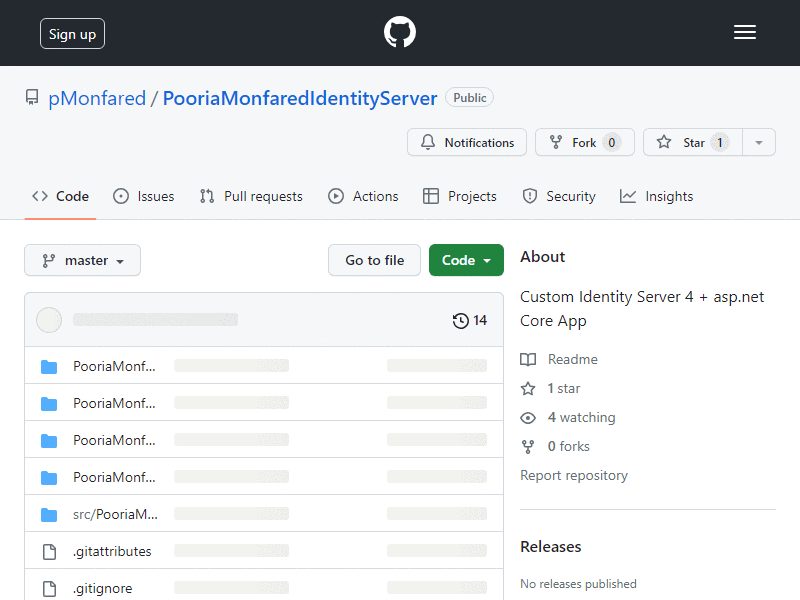 Sign up
pMonfared / PooriaMonfaredIdentityServer Public
Notifications Fork 0 Star 1
Code Issues Pull requests Actions Projects Security Insights
master Go to file Code
14
PooriaMonf...
PooriaMonf...
PooriaMonf...
PooriaMonf...
src/PooriaM...
.gitattributes
.gitignore
About
Custom Identity Server 4 + asp.net
Core App
Readme
1 star
4 watching
0 forks
Report repository
Releases
No releases published